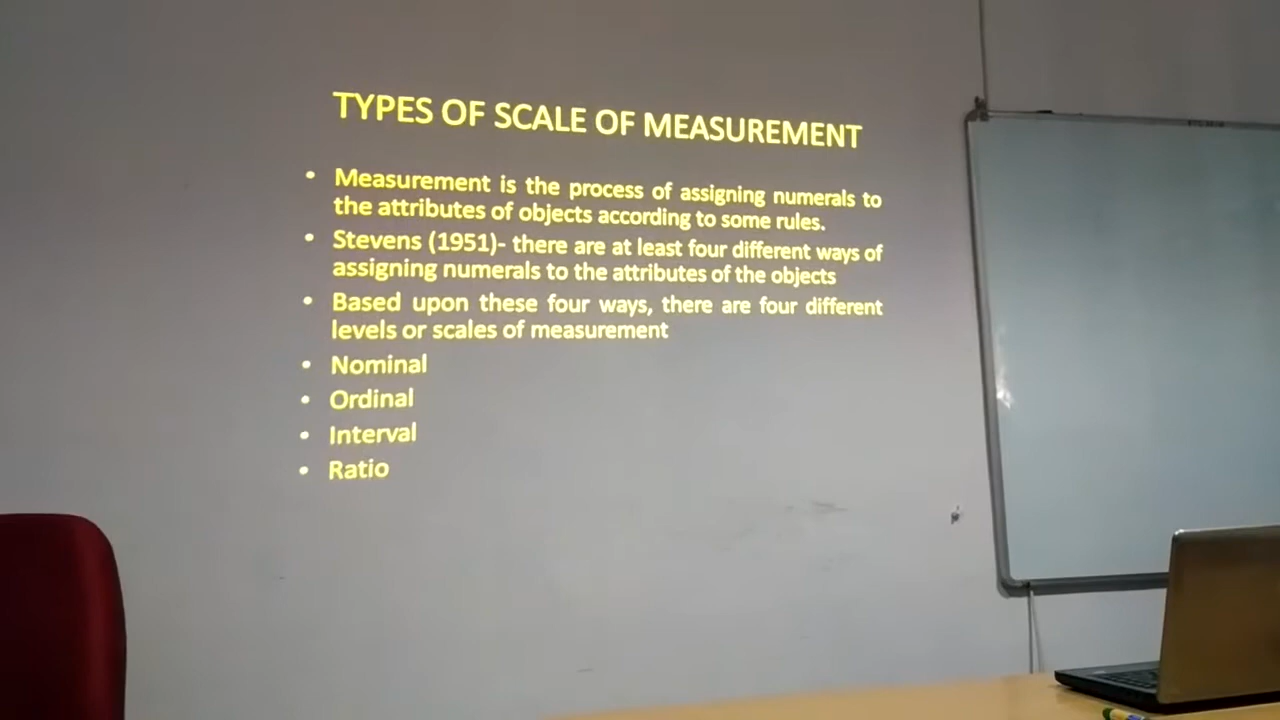 TYPES OF SCALE OF MEASUREMENT
• Measurement is the process of assigning numerals to
the attributes of objects according to some rules.
• Stevens (1951)- there are at least four different ways of
assigning numerals to the attributes of the objects
• Based upon these four ways, there are four different
levels or scales of measurement
• Nominal
• Ordinal
• Interval
• Ratio